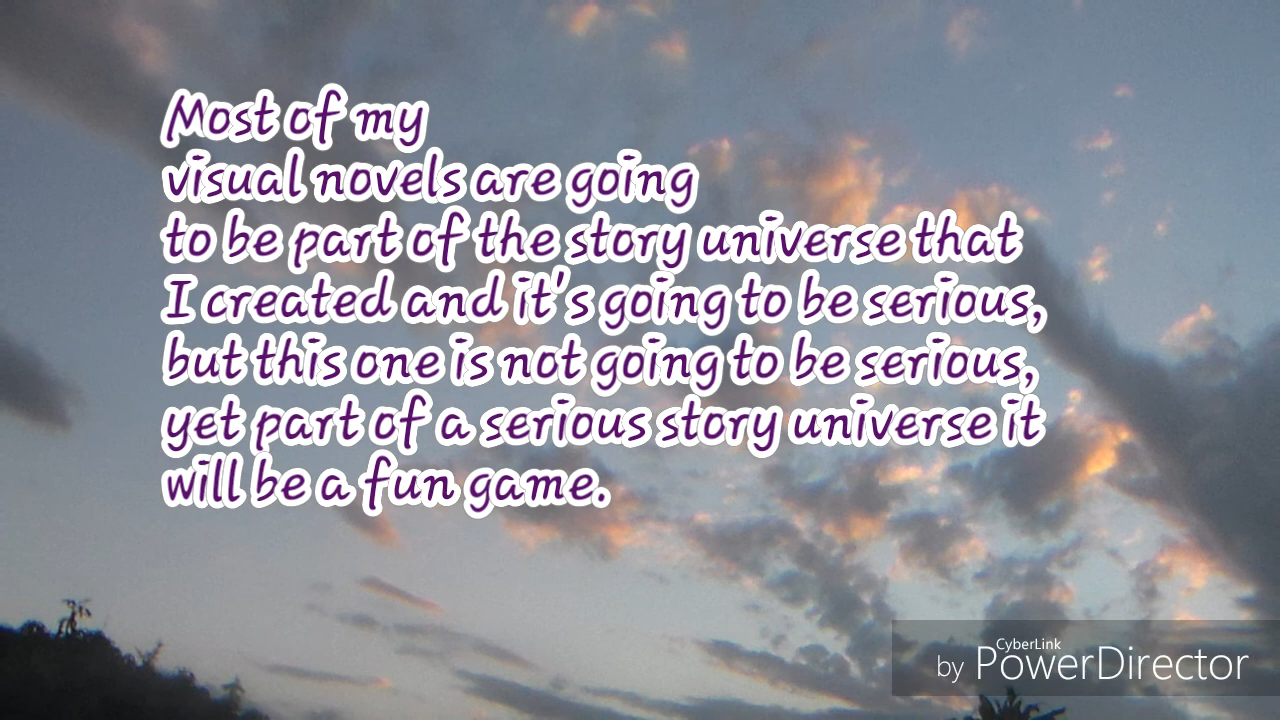 Most of my
visual novels are going
to be part of the story universe that
I created and it's going to be serious,
but this one is not going to be serious,
yet part of a serious story universe it
will be a fun game.
CyberLink
by PowerDirector